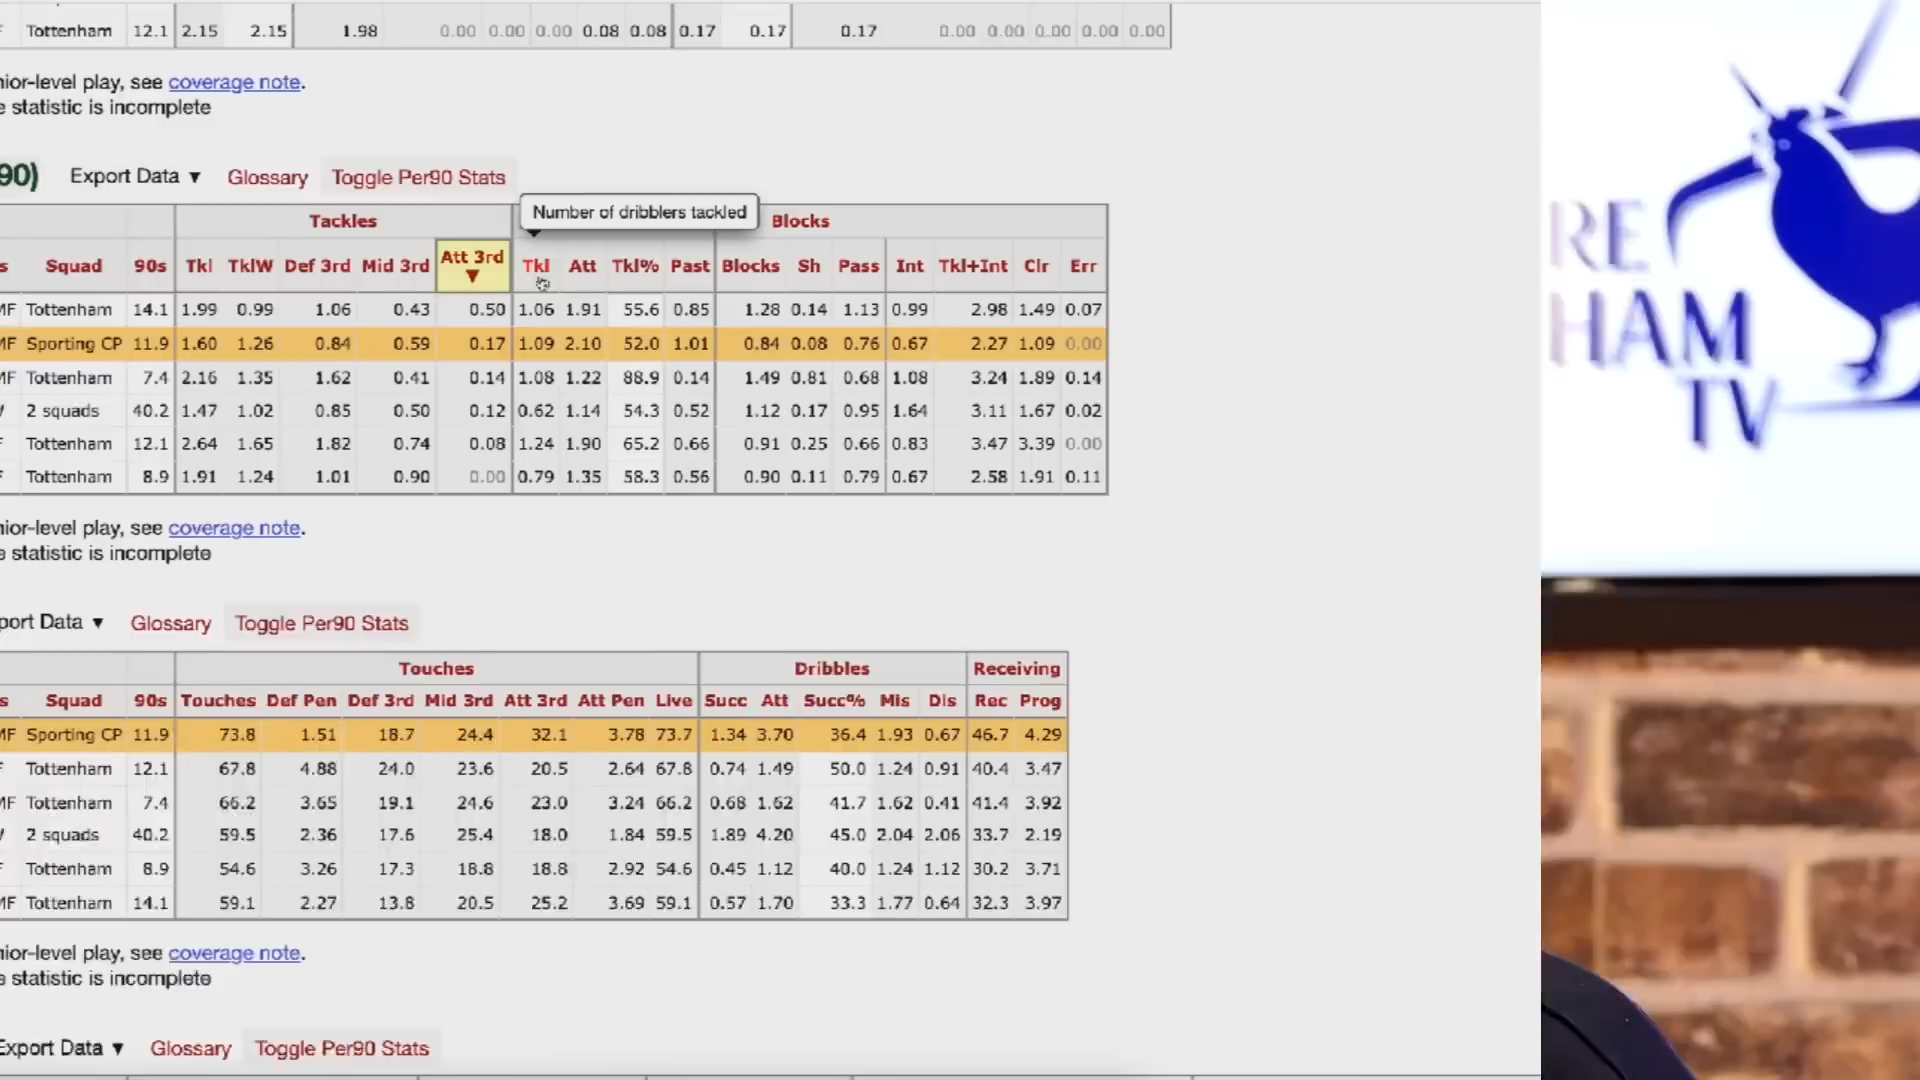 F Tottenham 12.1 2.15 2.15 1.98 0.00 0.00 0.00 0.08 0.08 0.17 0.17 0.17 0.00 0.00 0.00 0.00 0.00
nior-level play, see coverage note.
e statistic is incomplete
90) Export Data ▼ Glossary Toggle Per90 Stats
Number of dribblers tackled
Tackles Blocks
s Squad 90s Tkl TklW Def 3rd Mid 3rd Att 3rd ▼ Tkl Att Tkl% Past Blocks Sh Pass Int Tkl+Int Clr Err
MF Tottenham 14.1 1.99 0.99 1.06 0.43 0.50 1.06 1.91 55.6 0.85 1.28 0.14 1.13 0.99 2.98 1.49 0.07
MF Sporting CP 11.9 1.60 1.26 0.84 0.59 0.17 1.09 2.10 52.0 1.01 0.84 0.08 0.76 0.67 2.27 1.09 0.00
MF Tottenham 7.4 2.16 1.35 1.62 0.41 0.14 1.08 1.22 88.9 0.14 1.49 0.81 0.68 1.08 3.24 1.89 0.14
2 squads 40.2 1.47 1.02 0.85 0.50 0.12 0.62 1.14 54.3 0.52 1.12 0.17 0.95 1.64 3.11 1.67 0.02
F Tottenham 12.1 2.64 1.65 1.82 0.74 0.08 1.24 1.90 65.2 0.66 0.91 0.25 0.66 0.83 3.47 3.39 0.00
F Tottenham 8.9 1.91 1.24 1.01 0.90 0.00 0.79 1.35 58.3 0.56 0.90 0.11 0.79 0.67 2.58 1.91 0.11
nior-level play, see coverage note.
e statistic is incomplete
port Data ▼ Glossary Toggle Per90 Stats
Touches Dribbles Receiving
s Squad 90s Touches Def Pen Def 3rd Mid 3rd Att 3rd Att Pen Live Succ Att Succ% Mis Dis Rec Prog
MF Sporting CP 11.9 73.8 1.51 18.7 24.4 32.1 3.78 73.7 1.34 3.70 36.4 1.93 0.67 46.7 4.29
F Tottenham 12.1 67.8 4.88 24.0 23.6 20.5 2.64 67.8 0.74 1.49 50.0 1.24 0.91 40.4 3.47
MF Tottenham 7.4 66.2 3.65 19.1 24.6 23.0 3.24 66.2 0.68 1.62 41.7 1.62 0.41 41.4 3.92
2 squads 40.2 59.5 2.36 17.6 25.4 18.0 1.84 59.5 1.89 4.20 45.0 2.04 2.06 33.7 2.19
F Tottenham 8.9 54.6 3.26 17.3 18.8 18.8 2.92 54.6 0.45 1.12 40.0 1.24 1.12 30.2 3.71
MF Tottenham 14.1 59.1 2.27 13.8 20.5 25.2 3.69 59.1 0.57 1.70 33.3 1.77 0.64 32.3 3.97
nior-level play, see coverage note.
e statistic is incomplete
Export Data ▼ Glossary Toggle Per90 Stats
RE
HAM
TV